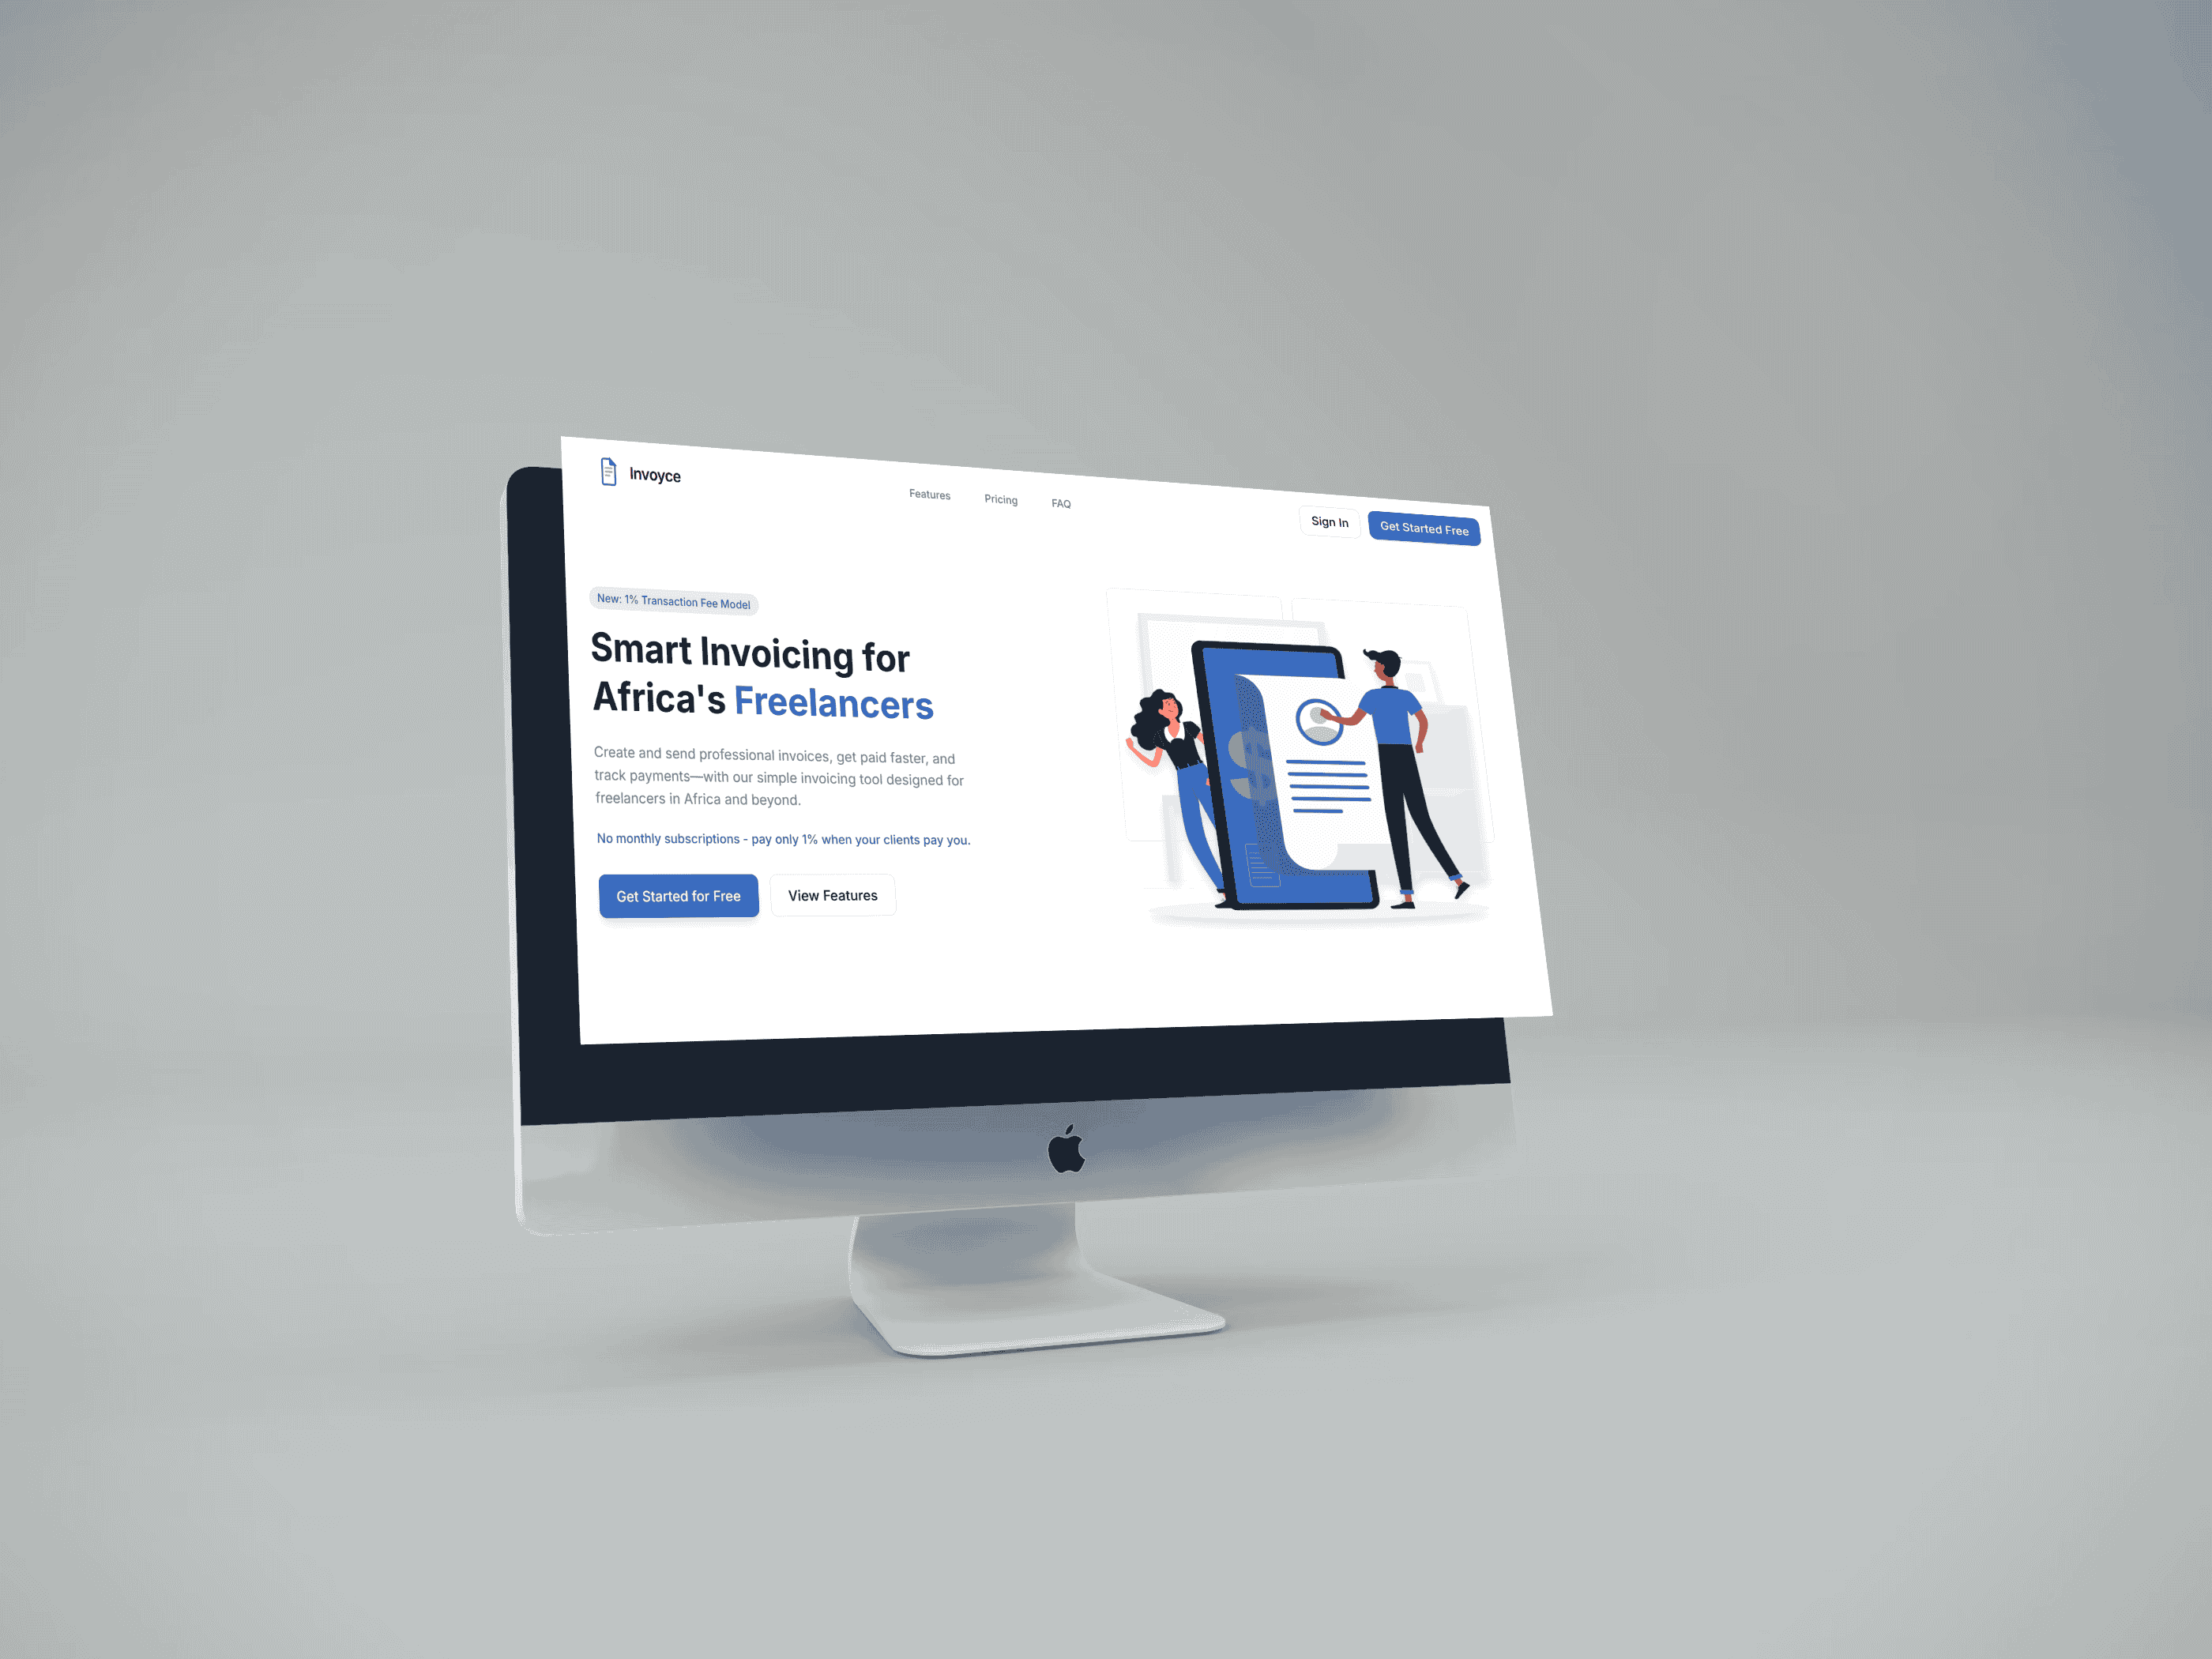 Invoyce
Features
Pricing
FAQ
Sign In
Get Started Free
New: 1% Transaction Fee Model
Smart Invoicing for
Africa's Freelancers
Create and send professional invoices, get paid faster, and
track payments—with our simple invoicing tool designed for
freelancers in Africa and beyond.
No monthly subscriptions - pay only 1% when your clients pay you.
Get Started for Free
View Features
$